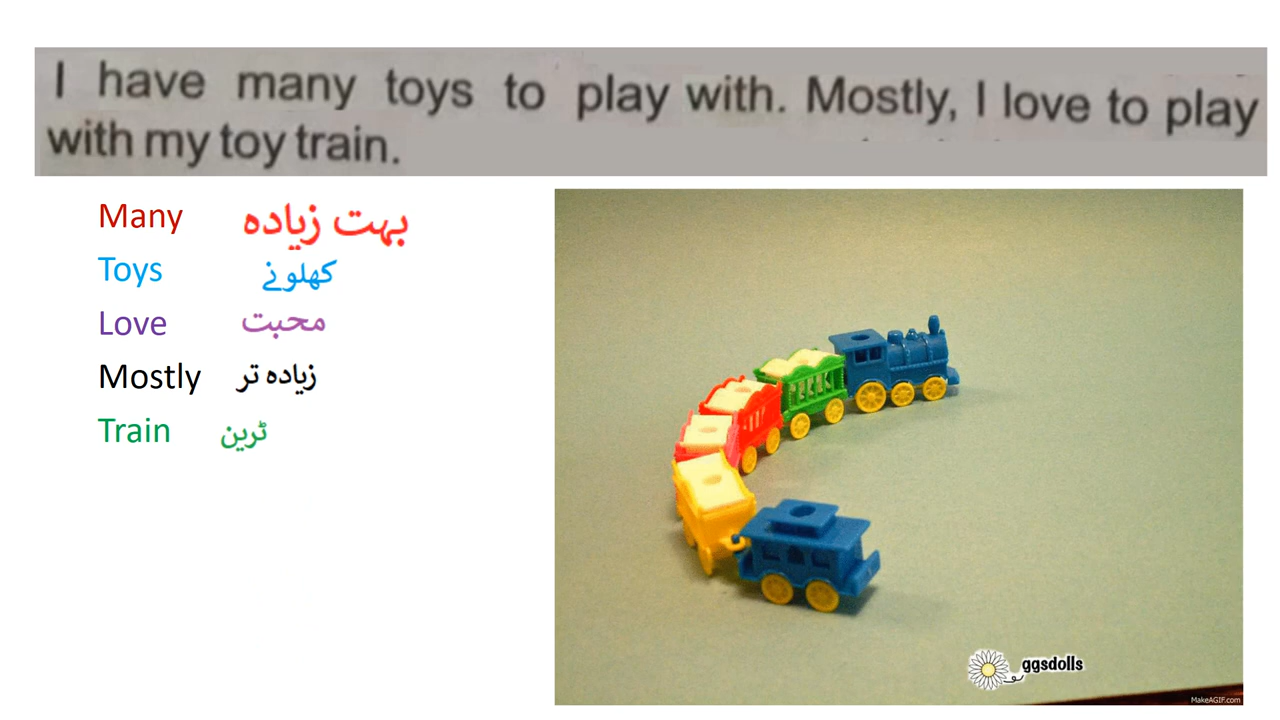 I have many toys to play with. Mostly, I love to play
with my toy train.
Many بہت زیادہ
Toys کھلونے
Love محبت
Mostly زیادہ تر
Train ٹرین
ggsdolls
MakeAGIF.com